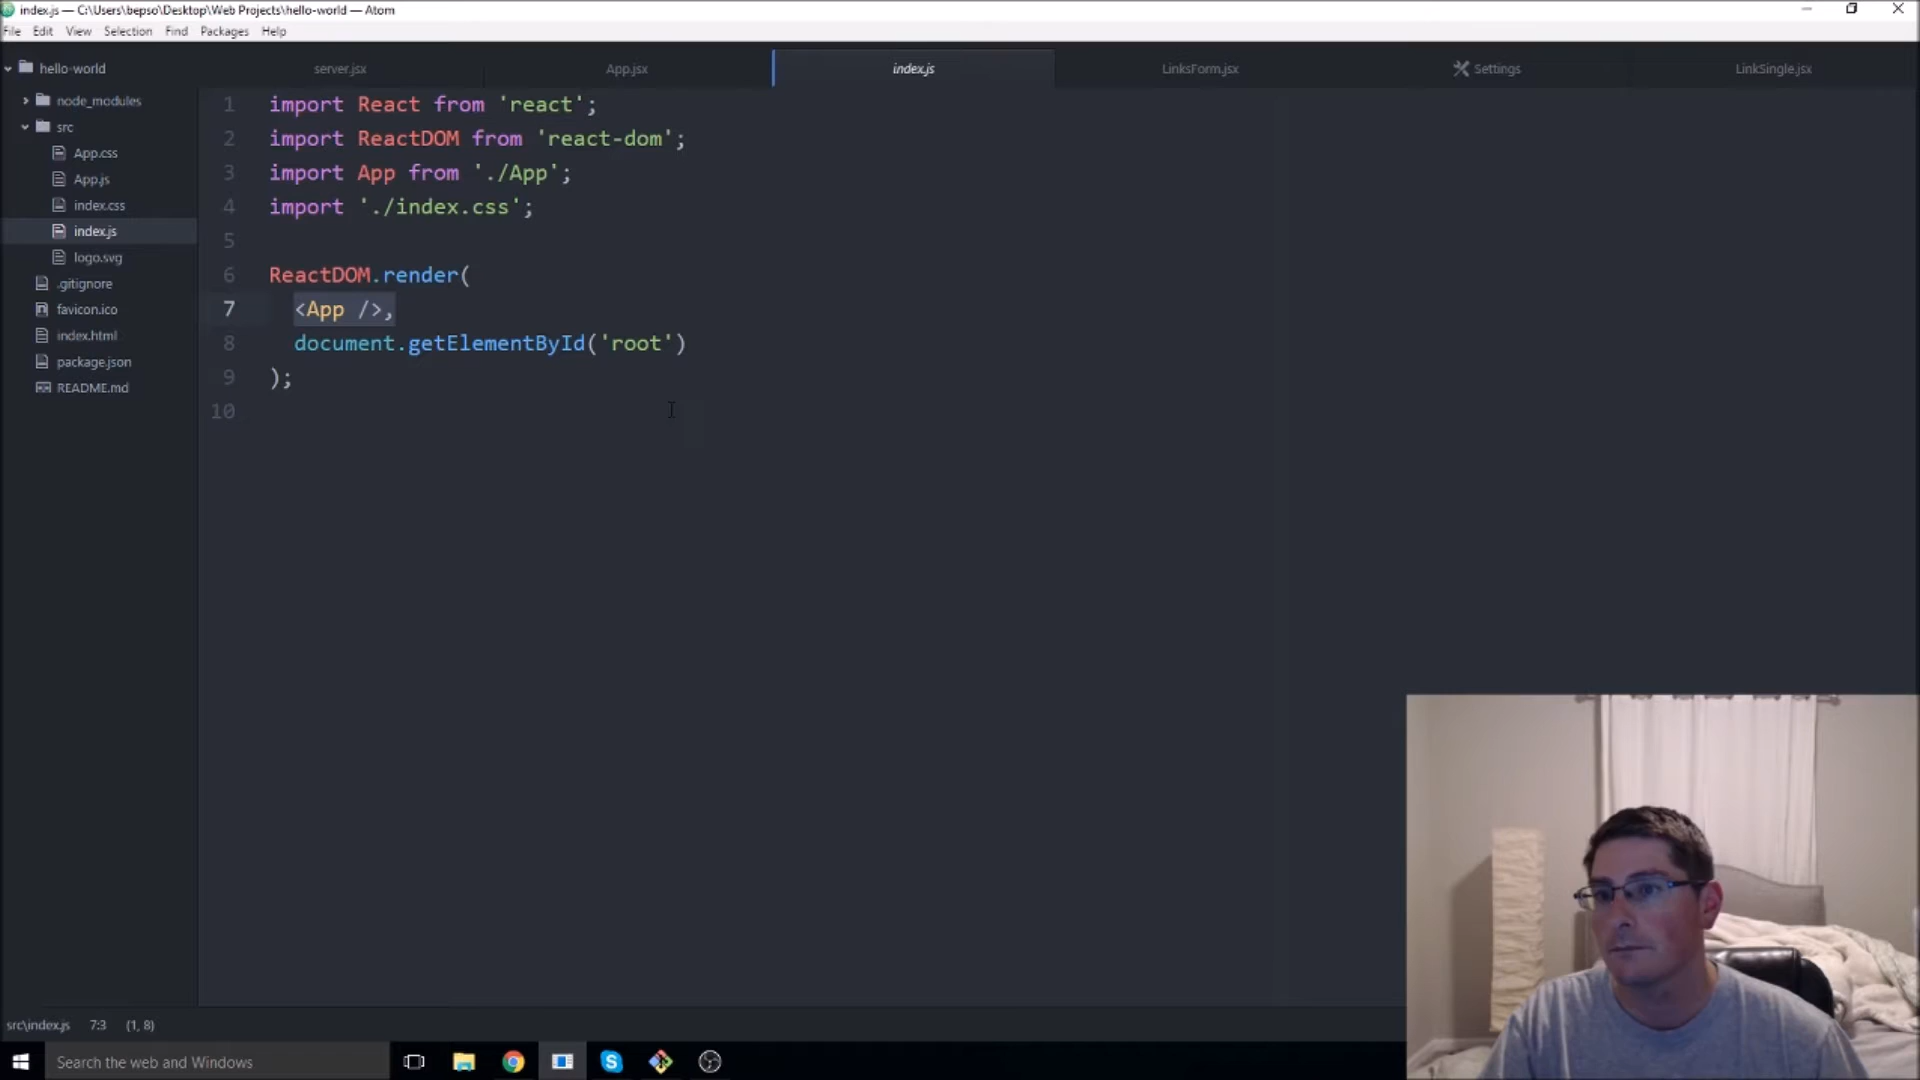 index.js — C:\Users\bepso\Desktop\Web Projects\hello-world — Atom
File Edit View Selection Find Packages Help
hello-world
server.jsx
App.jsx
index.js
LinksForm.jsx
Settings
LinkSingle.jsx
node_modules
src
App.css
App.js
index.css
index.js
logo.svg
.gitignore
favicon.ico
index.html
package.json
README.md
1 import React from 'react';
2 import ReactDOM from 'react-dom';
3 import App from './App';
4 import './index.css';
5
6 ReactDOM.render(
7 <App />,
8 document.getElementById('root')
9 );
10
src\index.js 7:3 (1, 8)
Search the web and Windows